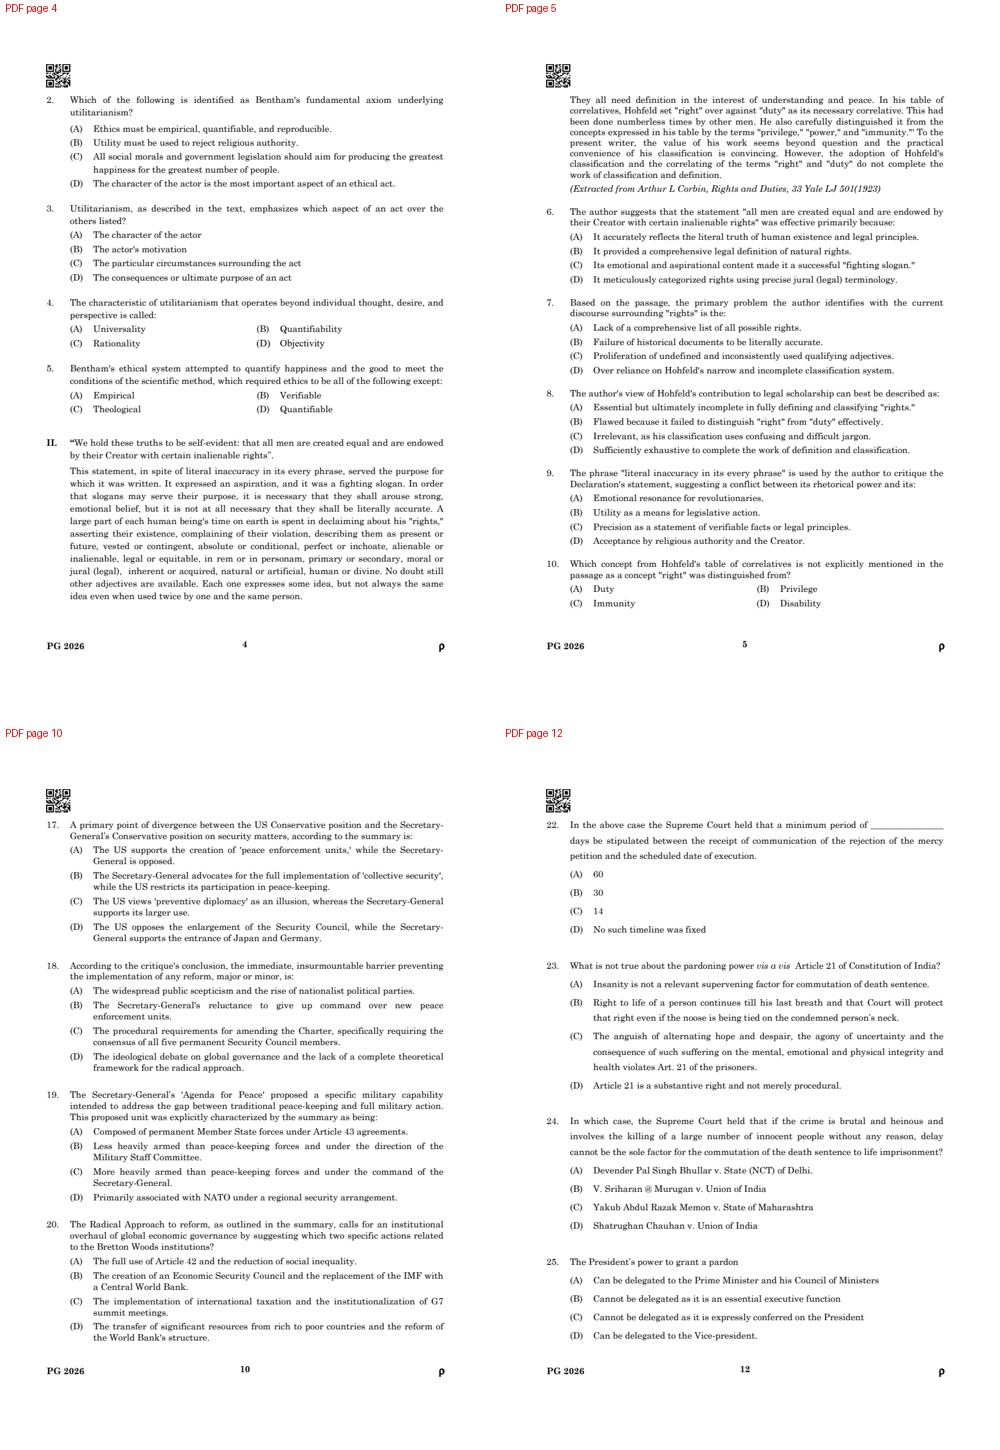 PDF page 4
2. Which of the following is identified as Bentham's fundamental axiom underlying
utilitarianism?
(A) Ethics must be empirical, quantifiable, and reproducible.
(B) Utility must be used to reject religious authority.
(C) All social morals and government legislation should aim for producing the greatest
happiness for the greatest number of people.
(D) The character of the actor is the most important aspect of an ethical act.
3. Utilitarianism, as described in the text, emphasizes which aspect of an act over the
others listed?
(A) The character of the actor
(B) The actor's motivation
(C) The particular circumstances surrounding the act
(D) The consequences or ultimate purpose of an act
4. The characteristic of utilitarianism that operates beyond individual thought, desire, and
perspective is called:
(A) Universality (B) Quantifiability
(C) Rationality (D) Objectivity
5. Bentham's ethical system attempted to quantify happiness and the good to meet the
conditions of the scientific method, which required ethics to be all of the following except:
(A) Empirical (B) Verifiable
(C) Theological (D) Quantifiable
II. "We hold these truths to be self-evident: that all men are created equal and are endowed
by their Creator with certain inalienable rights".
This statement, in spite of literal inaccuracy in its every phrase, served the purpose for
which it was written. It expressed an aspiration, and it was a fighting slogan. In order
that slogans may serve their purpose, it is necessary that they shall arouse strong,
emotional belief, but it is not at all necessary that they shall be literally accurate. A
large part of each human being's time on earth is spent in declaiming about his "rights,"
asserting their existence, complaining of their violation, describing them as present or
future, vested or contingent, absolute or conditional, perfect or inchoate, alienable or
inalienable, legal or equitable, in rem or in personam, primary or secondary, moral or
jural (legal), inherent or acquired, natural or artificial, human or divine. No doubt still
other adjectives are available. Each one expresses some idea, but not always the same
idea even when used twice by one and the same person.
PG 2026 4 ρ
PDF page 5
They all need definition in the interest of understanding and peace. In his table of
correlatives, Hohfeld set "right" over against "duty" as its necessary correlative. This had
been done numberless times by other men. He also carefully distinguished it from the
concepts expressed in his table by the terms "privilege," "power," and "immunity."' To the
present writer, the value of his work seems beyond question and the practical
convenience of his classification is convincing. However, the adoption of Hohfeld's
classification and the correlating of the terms "right" and "duty" do not complete the
work of classification and definition.
(Extracted from Arthur L Corbin, Rights and Duties, 33 Yale LJ 501(1923)
6. The author suggests that the statement "all men are created equal and are endowed by
their Creator with certain inalienable rights" was effective primarily because:
(A) It accurately reflects the literal truth of human existence and legal principles.
(B) It provided a comprehensive legal definition of natural rights.
(C) Its emotional and aspirational content made it a successful "fighting slogan."
(D) It meticulously categorized rights using precise jural (legal) terminology.
7. Based on the passage, the primary problem the author identifies with the current
discourse surrounding "rights" is the:
(A) Lack of a comprehensive list of all possible rights.
(B) Failure of historical documents to be literally accurate.
(C) Proliferation of undefined and inconsistently used qualifying adjectives.
(D) Over reliance on Hohfeld's narrow and incomplete classification system.
8. The author's view of Hohfeld's contribution to legal scholarship can best be described as:
(A) Essential but ultimately incomplete in fully defining and classifying "rights."
(B) Flawed because it failed to distinguish "right" from "duty" effectively.
(C) Irrelevant, as his classification uses confusing and difficult jargon.
(D) Sufficiently exhaustive to complete the work of definition and classification.
9. The phrase "literal inaccuracy in its every phrase" is used by the author to critique the
Declaration's statement, suggesting a conflict between its rhetorical power and its:
(A) Emotional resonance for revolutionaries.
(B) Utility as a means for legislative action.
(C) Precision as a statement of verifiable facts or legal principles.
(D) Acceptance by religious authority and the Creator.
10. Which concept from Hohfeld's table of correlatives is not explicitly mentioned in the
passage as a concept "right" was distinguished from?
(A) Duty (B) Privilege
(C) Immunity (D) Disability
PG 2026 5 ρ
PDF page 10
17. A primary point of divergence between the US Conservative position and the Secretary-
General's Conservative position on security matters, according to the summary is:
(A) The US supports the creation of 'peace enforcement units,' while the Secretary-
General is opposed.
(B) The Secretary-General advocates for the full implementation of 'collective security',
while the US restricts its participation in peace-keeping.
(C) The US views 'preventive diplomacy' as an illusion, whereas the Secretary-General
supports its larger use.
(D) The US opposes the enlargement of the Security Council, while the Secretary-
General supports the entrance of Japan and Germany.
18. According to the critique's conclusion, the immediate, insurmountable barrier preventing
the implementation of any reform, major or minor, is:
(A) The widespread public scepticism and the rise of nationalist political parties.
(B) The Secretary-General's reluctance to give up command over new peace
enforcement units.
(C) The procedural requirements for amending the Charter, specifically requiring the
consensus of all five permanent Security Council members.
(D) The ideological debate on global governance and the lack of a complete theoretical
framework for the radical approach.
19. The Secretary-General's 'Agenda for Peace' proposed a specific military capability
intended to address the gap between traditional peace-keeping and full military action.
This proposed unit was explicitly characterized by the summary as being:
(A) Composed of permanent Member State forces under Article 43 agreements.
(B) Less heavily armed than peace-keeping forces and under the direction of the
Military Staff Committee.
(C) More heavily armed than peace-keeping forces and under the command of the
Secretary-General.
(D) Primarily associated with NATO under a regional security arrangement.
20. The Radical Approach to reform, as outlined in the summary, calls for an institutional
overhaul of global economic governance by suggesting which two specific actions related
to the Bretton Woods institutions?
(A) The full use of Article 42 and the reduction of social inequality.
(B) The creation of an Economic Security Council and the replacement of the IMF with
a Central World Bank.
(C) The implementation of international taxation and the institutionalization of G7
summit meetings.
(D) The transfer of significant resources from rich to poor countries and the reform of
the World Bank's structure.
PG 2026 10 ρ
PDF page 12
22. In the above case the Supreme Court held that a minimum period of _______________
days be stipulated between the receipt of communication of the rejection of the mercy
petition and the scheduled date of execution.
(A) 60
(B) 30
(C) 14
(D) No such timeline was fixed
23. What is not true about the pardoning power vis a vis Article 21 of Constitution of India?
(A) Insanity is not a relevant supervening factor for commutation of death sentence.
(B) Right to life of a person continues till his last breath and that Court will protect
that right even if the noose is being tied on the condemned person's neck.
(C) The anguish of alternating hope and despair, the agony of uncertainty and the
consequence of such suffering on the mental, emotional and physical integrity and
health violates Art. 21 of the prisoners.
(D) Article 21 is a substantive right and not merely procedural.
24. In which case, the Supreme Court held that if the crime is brutal and heinous and
involves the killing of a large number of innocent people without any reason, delay
cannot be the sole factor for the commutation of the death sentence to life imprisonment?
(A) Devender Pal Singh Bhullar v. State (NCT) of Delhi.
(B) V. Sriharan @ Murugan v. Union of India
(C) Yakub Abdul Razak Memon v. State of Maharashtra
(D) Shatrughan Chauhan v. Union of India
25. The President's power to grant a pardon
(A) Can be delegated to the Prime Minister and his Council of Ministers
(B) Cannot be delegated as it is an essential executive function
(C) Cannot be delegated as it is expressly conferred on the President
(D) Can be delegated to the Vice-president.
PG 2026 12 ρ